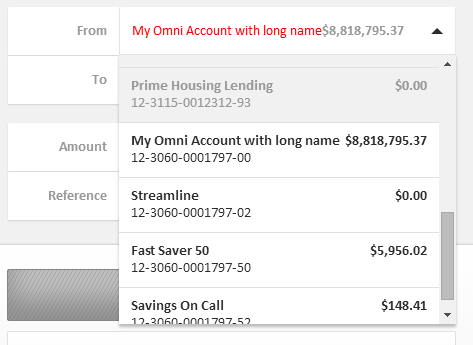 From My Omni Account with long name$8,818,795.37
To
Prime Housing Lending $0.00
12-3115-0012312-93
Amount
My Omni Account with long name $8,818,795.37
12-3060-0001797-00
Reference
Streamline $0.00
12-3060-0001797-02
Fast Saver 50 $5,956.02
12-3060-0001797-50
Savings On Call $148.41
12-3060-0001797-52